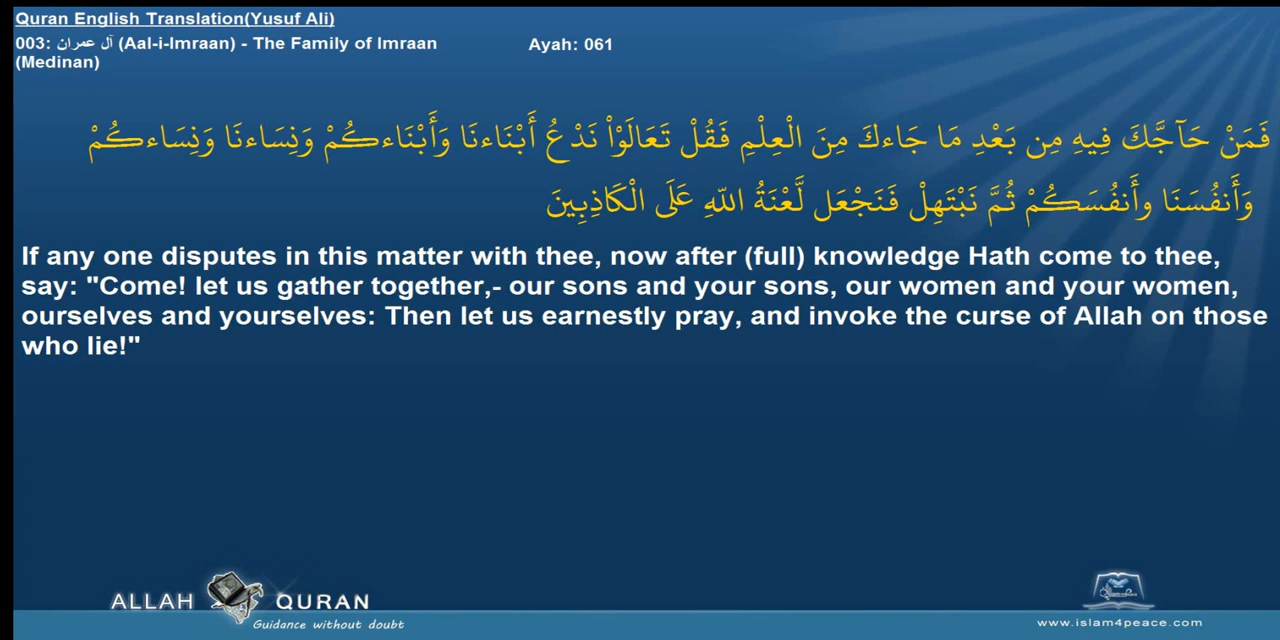 Quran English Translation(Yusuf Ali)
003: آل عمران (Aal-i-Imraan) - The Family of Imraan
(Medinan)
Ayah: 061
فَمَنْ حَآجَّكَ فِيهِ مِن بَعْدِ مَا جَاءكَ مِنَ الْعِلْمِ فَقُلْ تَعَالَوْاْ نَدْعُ أَبْنَاءنَا وَأَبْنَاءكُمْ وَنِسَاءنَا وَنِسَاءكُمْ
وَأَنفُسَنَا وأَنفُسَكُمْ ثُمَّ نَبْتَهِلْ فَنَجْعَل لَّعْنَةُ اللّهِ عَلَى الْكَاذِبِينَ
If any one disputes in this matter with thee, now after (full) knowledge Hath come to thee,
say: "Come! let us gather together,- our sons and your sons, our women and your women,
ourselves and yourselves: Then let us earnestly pray, and invoke the curse of Allah on those
who lie!"
ALLAH QURAN
Guidance without doubt
www.islam4peace.com